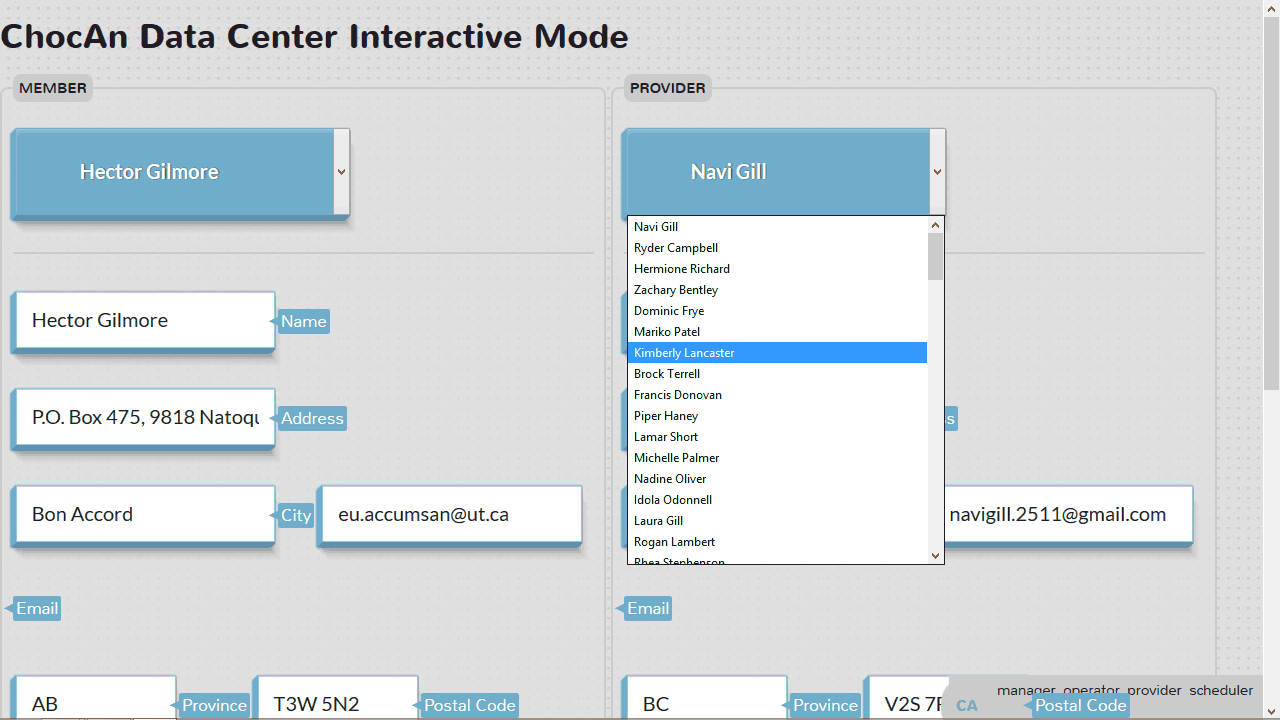 ChocAn Data Center Interactive Mode
MEMBER
Hector Gilmore
Hector Gilmore
Name
P.O. Box 475, 9818 Natoqu
Address
Bon Accord
City
eu.accumsan@ut.ca
Email
AB
Province
T3W 5N2
Postal Code
PROVIDER
Navi Gill
Navi Gill
Ryder Campbell
Hermione Richard
Zachary Bentley
Dominic Frye
Mariko Patel
Kimberly Lancaster
Brock Terrell
Francis Donovan
Piper Haney
Lamar Short
Michelle Palmer
Nadine Oliver
Idola Odonnell
Laura Gill
Rogan Lambert
Rhea Stephenson
s
navigill.2511@gmail.com
Email
BC
Province
V2S 7
CA
manager operator provider scheduler
Postal Code